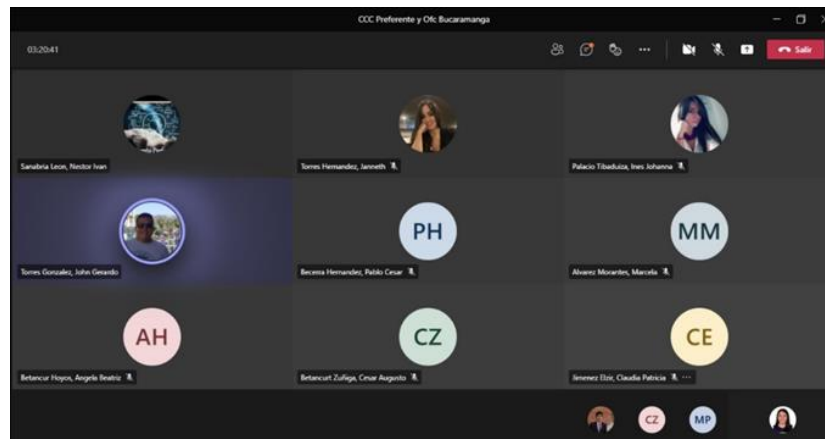 CCC Preferente y Ofc Bucaramanga
03:20:41
Salir
Sanabria Leon, Nestor Ivan
Torres Hernandez, Janneth
Palacio Tibaduiza, Ines Johanna
Torres Gonzalez, John Gerardo
PH
Becerra Hernandez, Pablo Cesar
MM
Alvarez Morantes, Marcela
AH
Betancur Hoyos, Angela Beatriz
CZ
Betancurt Zuñiga, Cesar Augusto
CE
Jimenez Elzir, Claudia Patricia
CZ
MP